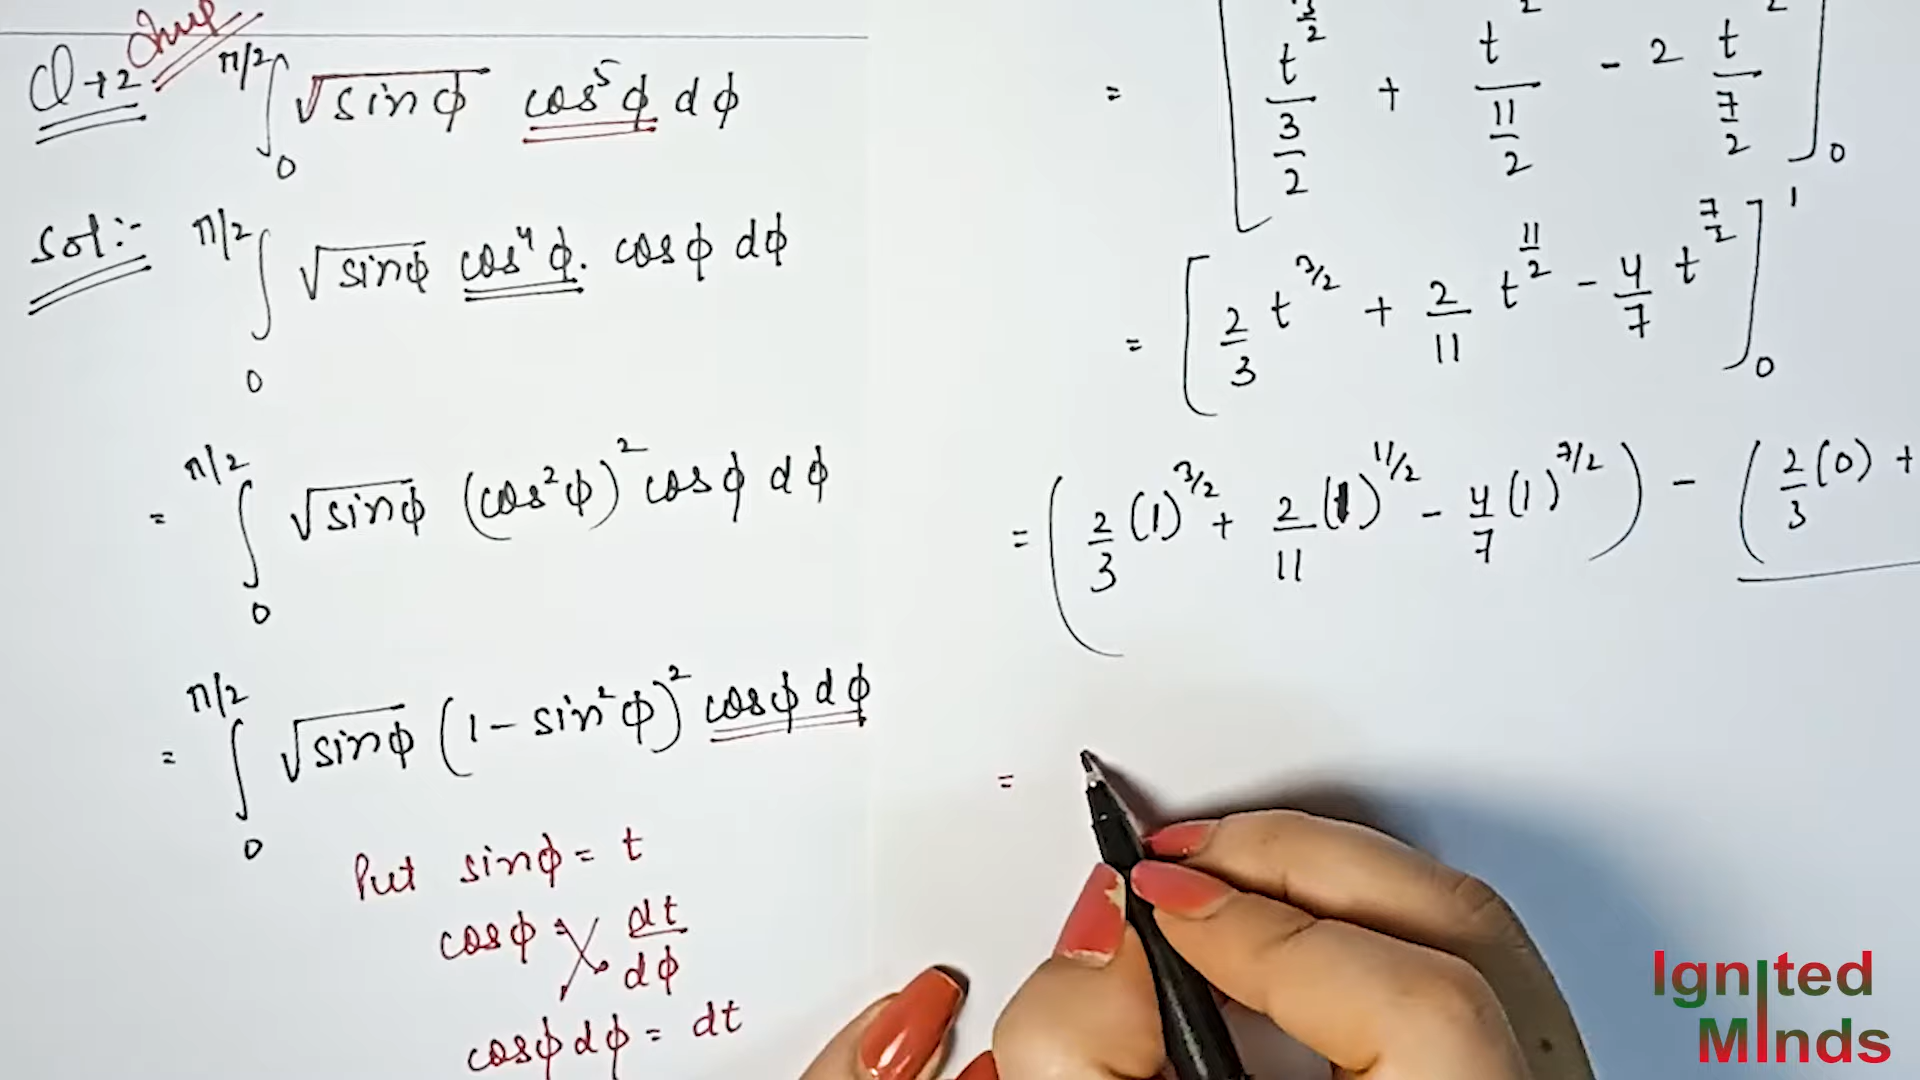 Q→2 Imp ∫₀^π/2 √sinφ cos⁵φ dφ
Sol:- ∫₀^π/2 √sinφ cos⁴φ. cosφ dφ
= ∫₀^π/2 √sinφ (cos²φ)² cosφ dφ
= ∫₀^π/2 √sinφ (1 - sin²φ)² cosφ dφ
Put sinφ = t
cosφ = dt/dφ
cosφ dφ = dt
= [t^3/2/(3/2) + t/(11/2) - 2 t/(7/2)]₀
= [2/3 t^3/2 + 2/11 t^11/2 - 4/7 t^7/2]₀¹
= (2/3 (1)^3/2 + 2/11 (1)^11/2 - 4/7 (1)^7/2) - (2/3 (0) +
=
Ignited
Minds